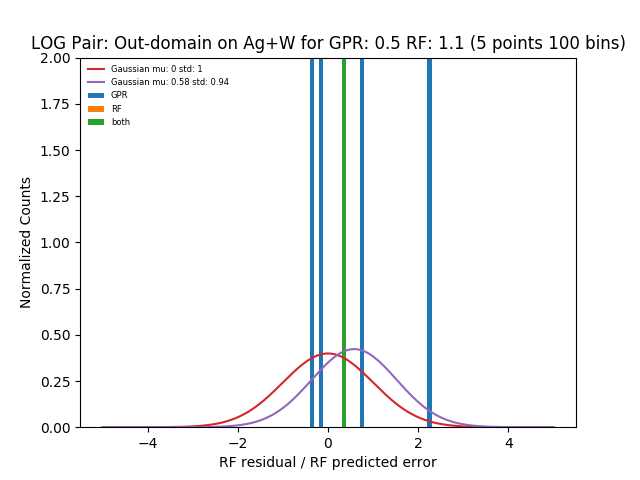 LOG Pair: Out-domain on Ag+W for GPR: 0.5 RF: 1.1 (5 points 100 bins)
Gaussian mu: 0 std: 1
Gaussian mu: 0.58 std: 0.94
GPR
RF
both
2.00
1.75
1.50
1.25
1.00
0.75
0.50
0.25
0.00
Normalized Counts
−4
−2
0
2
4
RF residual / RF predicted error